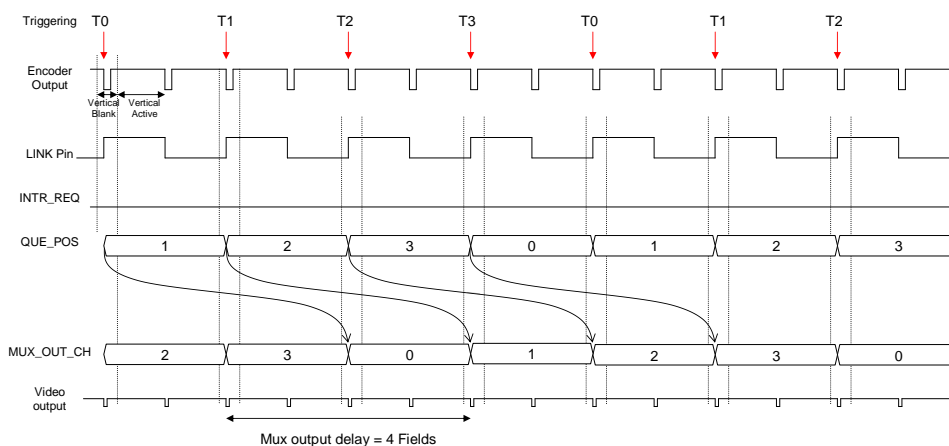 Triggering T0 T1 T2 T3 T0 T1 T2
Encoder
Output
Vertical Vertical
Blank Active
LINK Pin
INTR_REQ
QUE_POS 1 2 3 0 1 2 3
MUX_OUT_CH 2 3 0 1 2 3 0
Video
output
Mux output delay = 4 Fields